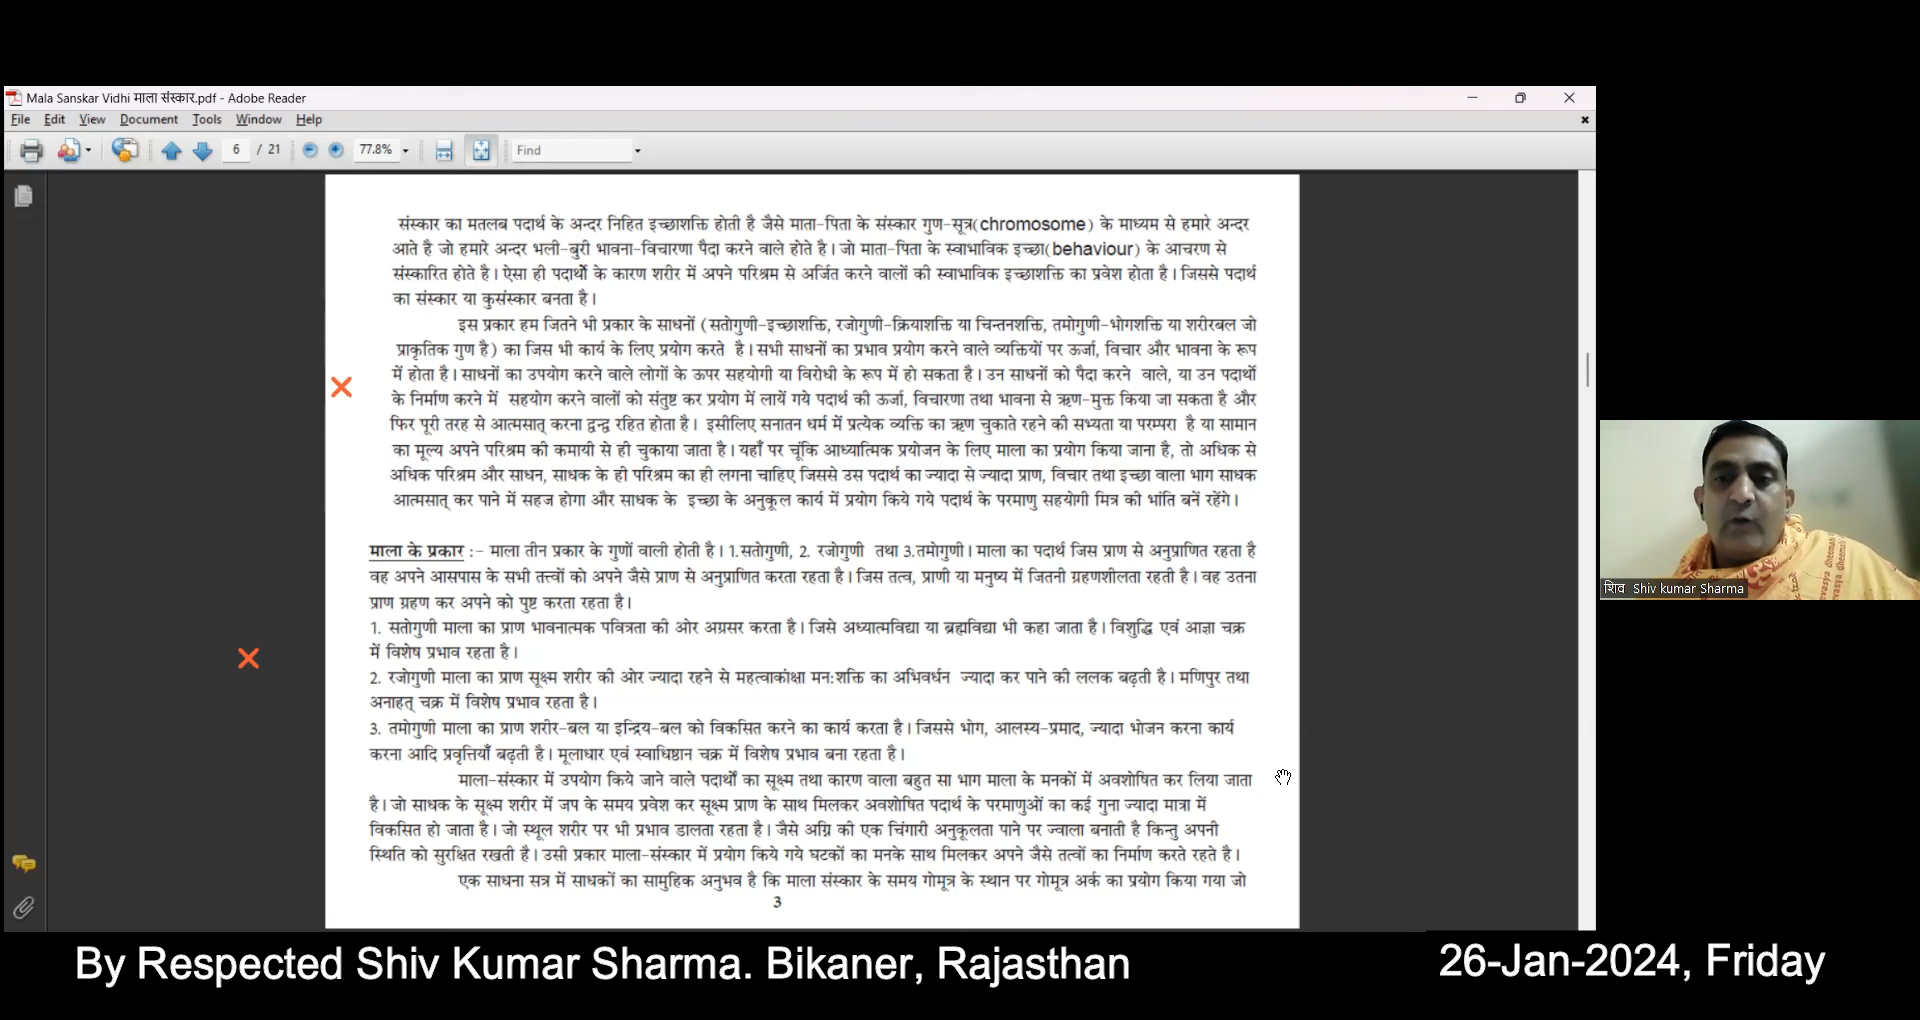 Mala Sanskar Vidhi माला संस्कार.pdf - Adobe Reader
File Edit View Document Tools Window Help
6 / 21 77.8% Find
संस्कार का मतलब पदार्थ के अन्दर निहित इच्छाशक्ति होती है जैसे माता-पिता के संस्कार गुण-सूत्र(chromosome) के माध्यम से हमारे अन्दर
आते है जो हमारे अन्दर भली-बुरी भावना-विचारणा पैदा करने वाले होते है। जो माता-पिता के स्वाभाविक इच्छा(behaviour) के आचरण से
संस्कारित होते है। ऐसा ही पदार्थो के कारण शरीर में अपने परिश्रम से अर्जित करने वालों की स्वाभाविक इच्छाशक्ति का प्रवेश होता है। जिससे पदार्थ
का संस्कार या कुसंस्कार बनता है।
इस प्रकार हम जितने भी प्रकार के साधनों (सतोगुणी-इच्छाशक्ति, रजोगुणी-क्रियाशक्ति या चिन्तनशक्ति, तमोगुणी-भोगशक्ति या शरीरबल जो
प्राकृतिक गुण है) का जिस भी कार्य के लिए प्रयोग करते है। सभी साधनों का प्रभाव प्रयोग करने वाले व्यक्तियों पर ऊर्जा, विचार और भावना के रूप
में होता है। साधनों का उपयोग करने वाले लोगों के ऊपर सहयोगी या विरोधी के रूप में हो सकता है। उन साधनों को पैदा करने वाले, या उन पदार्थो
के निर्माण करने में सहयोग करने वालों को संतुष्ट कर प्रयोग में लायें गये पदार्थ की ऊर्जा, विचारणा तथा भावना से ऋण-मुक्त किया जा सकता है और
फिर पूरी तरह से आत्मसात् करना द्वन्द्व रहित होता है। इसीलिए सनातन धर्म में प्रत्येक व्यक्ति का ऋण चुकाते रहने की सभ्यता या परम्परा है या सामान
का मूल्य अपने परिश्रम की कमायी से ही चुकाया जाता है। यहाँ पर चूंकि आध्यात्मिक प्रयोजन के लिए माला का प्रयोग किया जाना है, तो अधिक से
अधिक परिश्रम और साधन, साधक के ही परिश्रम का ही लगना चाहिए जिससे उस पदार्थ का ज्यादा से ज्यादा प्राण, विचार तथा इच्छा वाला भाग साधक
आत्मसात् कर पाने में सहज होगा और साधक के इच्छा के अनुकूल कार्य में प्रयोग किये गये पदार्थ के परमाणु सहयोगी मित्र की भांति बनें रहेंगे।
माला के प्रकार :- माला तीन प्रकार के गुणों वाली होती है। 1.सतोगुणी, 2. रजोगुणी तथा 3.तमोगुणी। माला का पदार्थ जिस प्राण से अनुप्राणित रहता है
वह अपने आसपास के सभी तत्त्वों को अपने जैसे प्राण से अनुप्राणित करता रहता है। जिस तत्व, प्राणी या मनुष्य में जितनी ग्रहणशीलता रहती है। वह उतना
प्राण ग्रहण कर अपने को पुष्ट करता रहता है।
1. सतोगुणी माला का प्राण भावनात्मक पवित्रता की ओर अग्रसर करता है। जिसे अध्यात्मविद्या या ब्रह्मविद्या भी कहा जाता है। विशुद्धि एवं आज्ञा चक्र
में विशेष प्रभाव रहता है।
2. रजोगुणी माला का प्राण सूक्ष्म शरीर की ओर ज्यादा रहने से महत्वाकांक्षा मन:शक्ति का अभिवर्धन ज्यादा कर पाने की ललक बढ़ती है। मणिपुर तथा
अनाहत् चक्र में विशेष प्रभाव रहता है।
3. तमोगुणी माला का प्राण शरीर-बल या इन्द्रिय-बल को विकसित करने का कार्य करता है। जिससे भोग, आलस्य-प्रमाद, ज्यादा भोजन करना कार्य
करना आदि प्रवृत्तियाँ बढ़ती है। मूलाधार एवं स्वाधिष्ठान चक्र में विशेष प्रभाव बना रहता है।
माला-संस्कार में उपयोग किये जाने वाले पदार्थों का सूक्ष्म तथा कारण वाला बहुत सा भाग माला के मनकों में अवशोषित कर लिया जाता
है। जो साधक के सूक्ष्म शरीर में जप के समय प्रवेश कर सूक्ष्म प्राण के साथ मिलकर अवशोषित पदार्थ के परमाणुओं का कई गुना ज्यादा मात्रा में
विकसित हो जाता है। जो स्थूल शरीर पर भी प्रभाव डालता रहता है। जैसे अग्नि की एक चिंगारी अनुकूलता पाने पर ज्वाला बनाती है किन्तु अपनी
स्थिति को सुरक्षित रखती है। उसी प्रकार माला-संस्कार में प्रयोग किये गये घटकों का मनके साथ मिलकर अपने जैसे तत्वों का निर्माण करते रहते है।
एक साधना सत्र में साधकों का सामुहिक अनुभव है कि माला संस्कार के समय गोमूत्र के स्थान पर गोमूत्र अर्क का प्रयोग किया गया जो
3
शिव Shiv kumar Sharma
By Respected Shiv Kumar Sharma. Bikaner, Rajasthan
26-Jan-2024, Friday